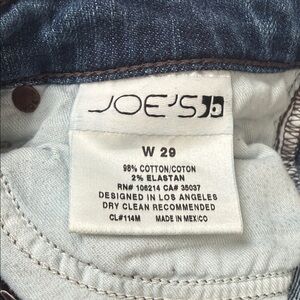 JOE'S
W 29
98% COTTON/COTON
2% ELASTAN
RN# 106214 CA# 35037
DESIGNED IN LOS ANGELES
DRY CLEAN RECOMMENDED
CL#114M MADE IN MEXICO